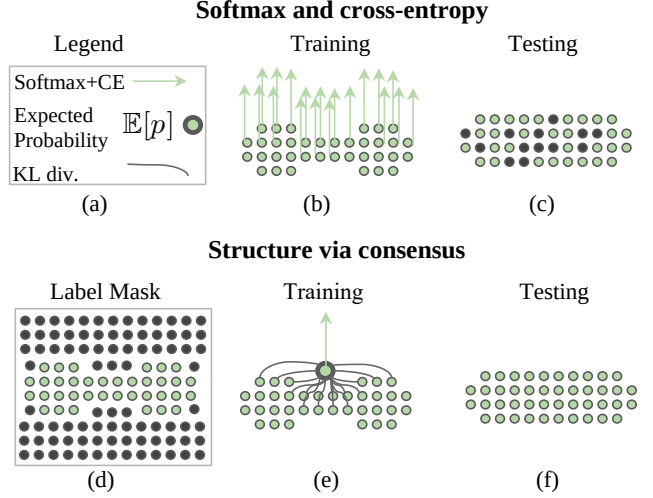 Softmax and cross-entropy
Legend
Training
Testing
Softmax+CE
Expected
Probability
𝔼[p]
KL div.
(a)
(b)
(c)
Structure via consensus
Label Mask
Training
Testing
(d)
(e)
(f)